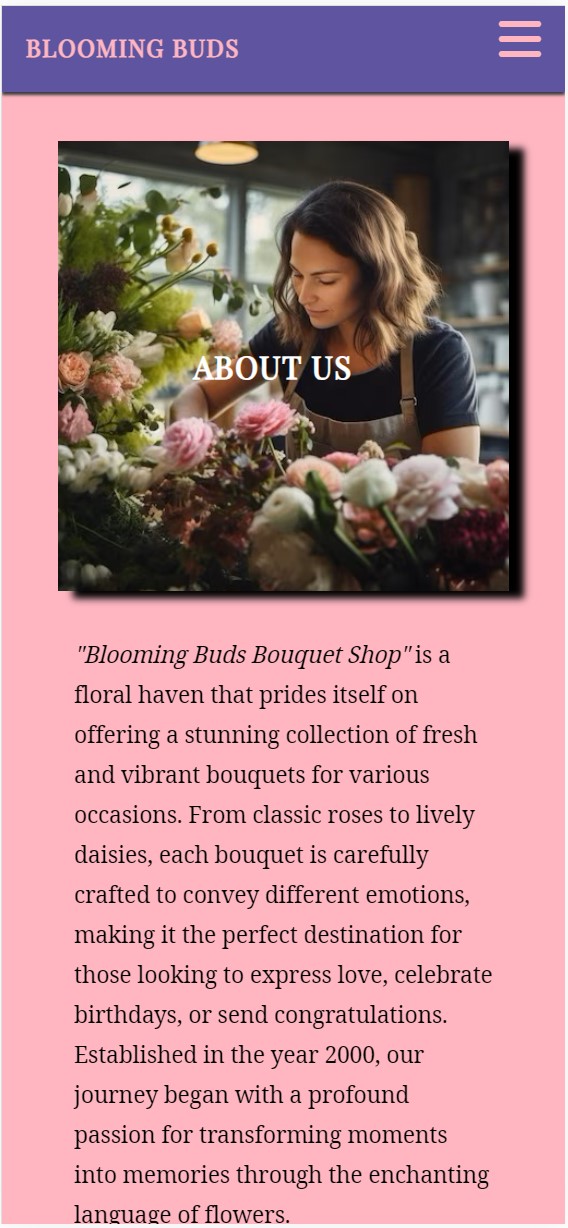 BLOOMING BUDS
ABOUT US
"Blooming Buds Bouquet Shop" is a
floral haven that prides itself on
offering a stunning collection of fresh
and vibrant bouquets for various
occasions. From classic roses to lively
daisies, each bouquet is carefully
crafted to convey different emotions,
making it the perfect destination for
those looking to express love, celebrate
birthdays, or send congratulations.
Established in the year 2000, our
journey began with a profound
passion for transforming moments
into memories through the enchanting
language of flowers.